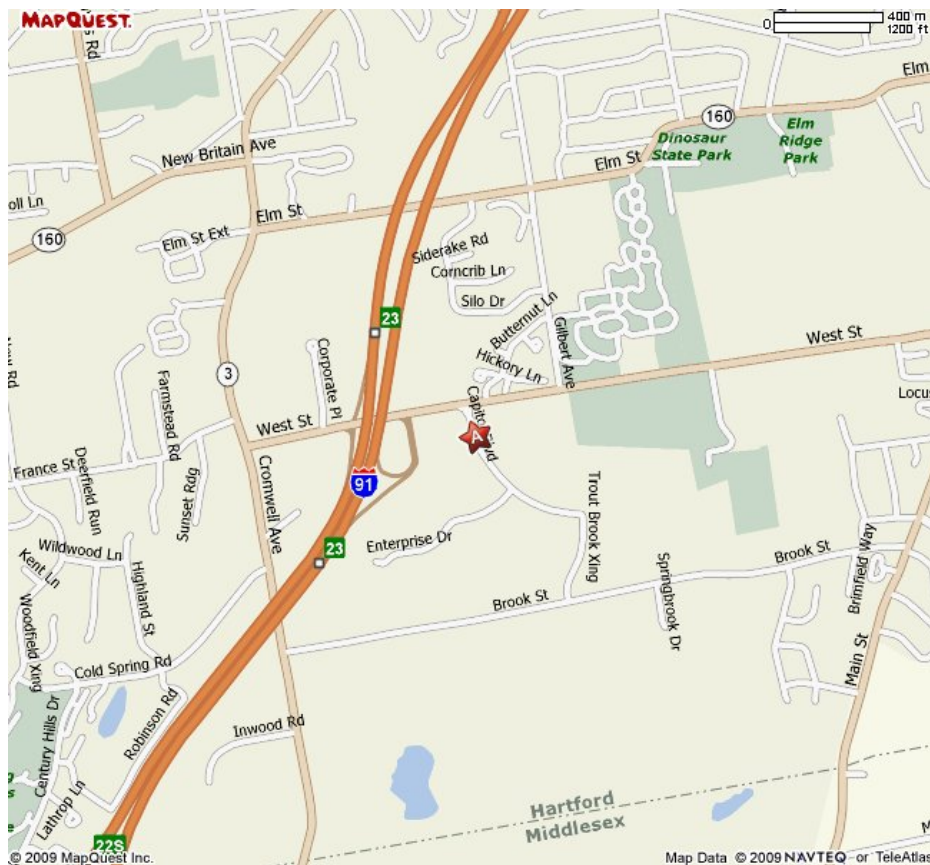 MAPQUEST.
0
400 m
1200 ft
Elm
160
Dinosaur
State Park
Elm
Ridge
Park
New Britain Ave
Elm St
Elm St
Elm St Ext
160
Siderake Rd
Corncrib Ln
Silo Dr
23
Butternut Ln
Gilbert Ave
West St
Hickory Ln
3
Corporate Pl
Farmstead Rd
Capitol Blvd
A
Locus
West St
France St
Deerfield Run
Sunset Rdg
Cromwell Ave
91
Trout Brook Xing
23
Enterprise Dr
Wildwood Ln
Kent Ln
Highland St
Woodfield Xing
Brook St
Brook St
Springbrook Dr
Brimfield Way
Main St
Cold Spring Rd
Century Hills Dr
Robinson Rd
Inwood Rd
Lathrop Ln
22S
Hartford
Middlesex
© 2009 MapQuest Inc.
Map Data © 2009 NAVTEQ or TeleAtlas